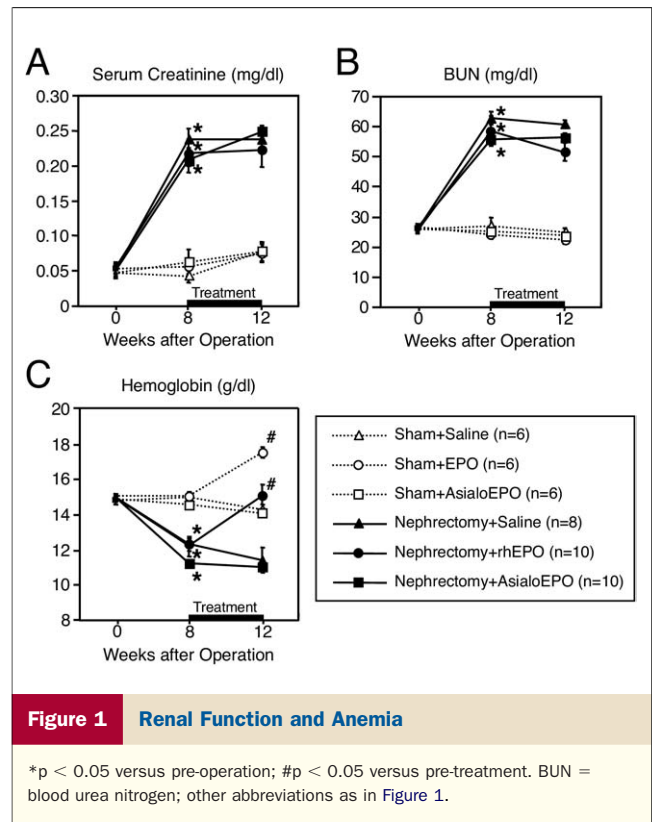 A
Serum Creatinine (mg/dl)
0.30
0.25
0.20
0.15
0.10
0.05
0
*
*
*
Treatment
0 8 12
Weeks after Operation
B
BUN (mg/dl)
70
60
50
40
30
20
10
0
*
*
*
Treatment
0 8 12
Weeks after Operation
C
Hemoglobin (g/dl)
20
18
16
14
12
10
8
#
#
*
*
*
Treatment
0 8 12
Weeks after Operation
Sham+Saline (n=6)
Sham+EPO (n=6)
Sham+AsialoEPO (n=6)
Nephrectomy+Saline (n=8)
Nephrectomy+rhEPO (n=10)
Nephrectomy+AsialoEPO (n=10)
Figure 1 Renal Function and Anemia
*p < 0.05 versus pre-operation; #p < 0.05 versus pre-treatment. BUN =
blood urea nitrogen; other abbreviations as in Figure 1.